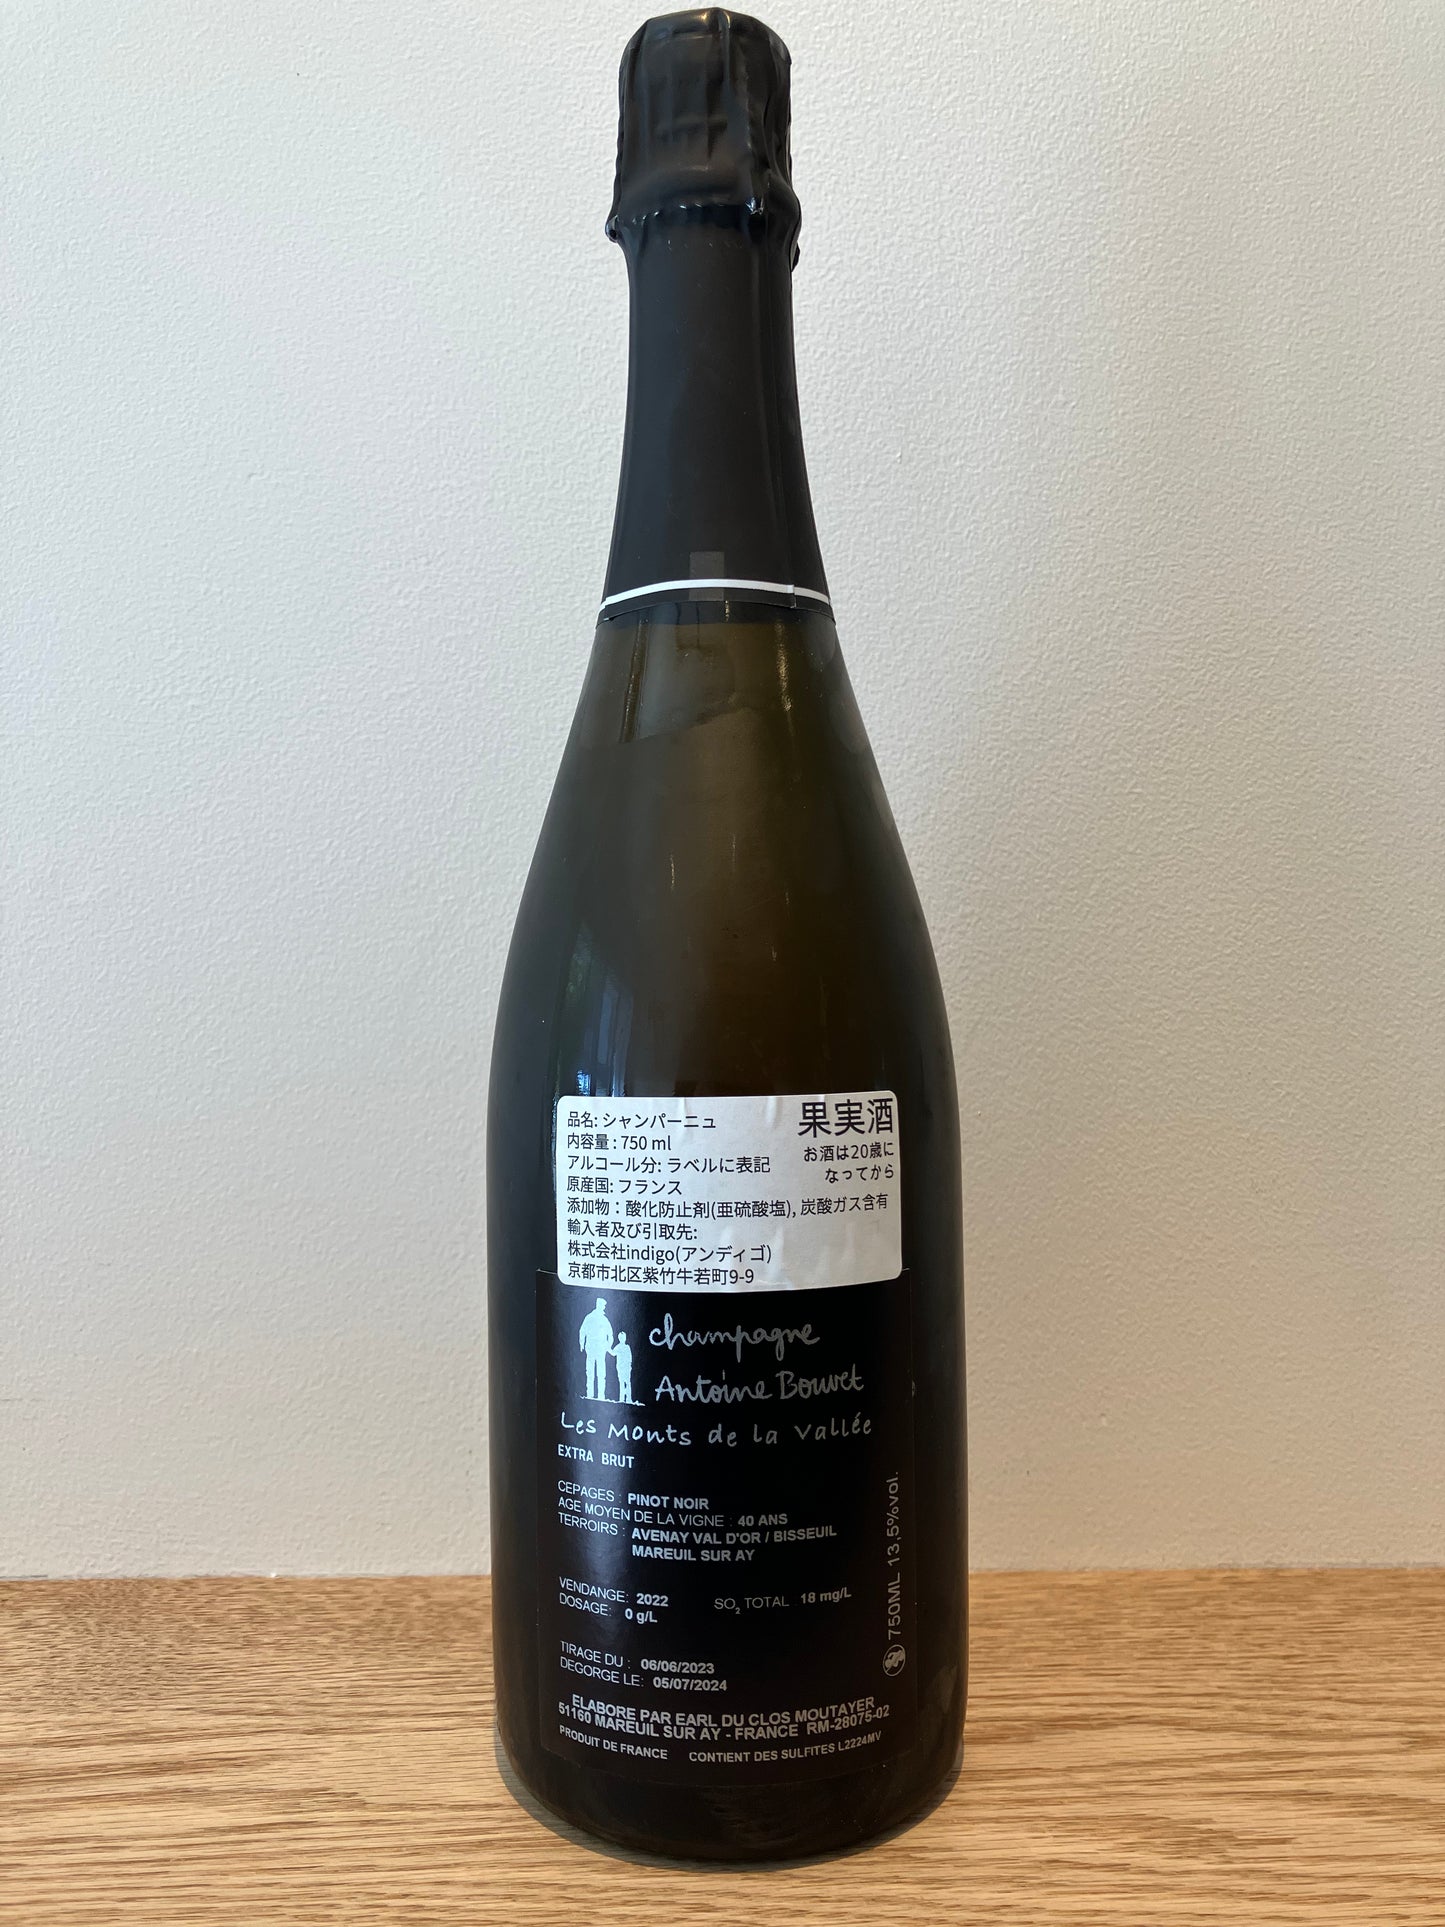 品名: シャンパーニュ
果実酒
内容量 : 750 ml
お酒は20歳に
なってから
アルコール分: ラベルに表記
原産国: フランス
添加物：酸化防止剤(亜硫酸塩), 炭酸ガス含有
輸入者及び引取先:
株式会社indigo(アンディゴ)
京都市北区紫竹牛若町9-9
champagne
Antoine Bouvet
Les Monts de la Vallée
EXTRA BRUT
CEPAGES : PINOT NOIR
AGE MOYEN DE LA VIGNE : 40 ANS
TERROIRS : AVENAY VAL D'OR / BISSEUIL
MAREUIL SUR AY
VENDANGE: 2022
DOSAGE: 0 g/L
SO₂ TOTAL : 18 mg/L
750ML 13,5%vol.
TIRAGE DU : 06/06/2023
DEGORGE LE: 05/07/2024
ELABORE PAR EARL DU CLOS MOUTAYER
51160 MAREUIL SUR AY - FRANCE RM-28075-02
PRODUIT DE FRANCE CONTIENT DES SULFITES L2224MV